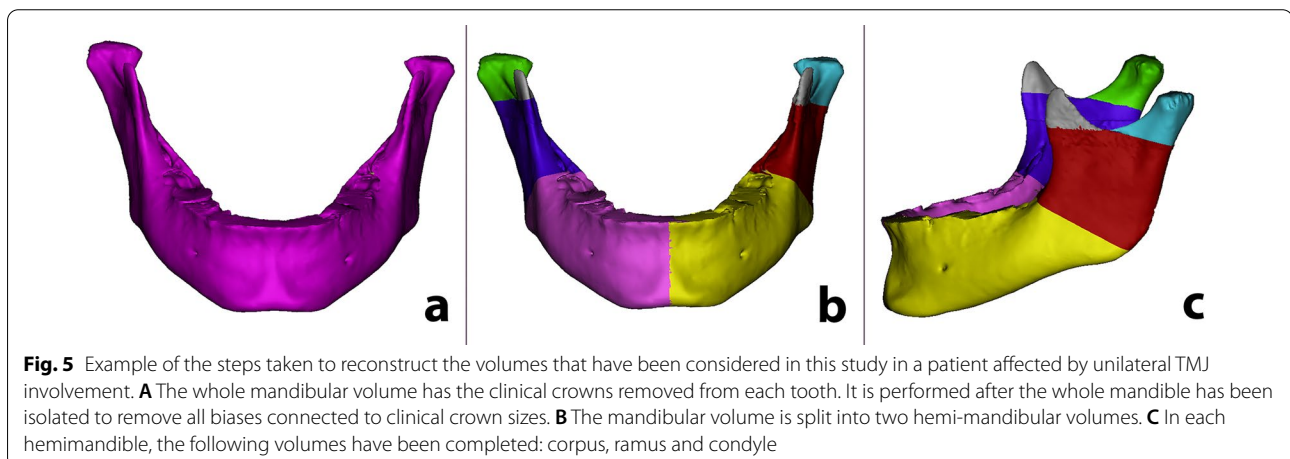 a
b
c
Fig. 5 Example of the steps taken to reconstruct the volumes that have been considered in this study in a patient affected by unilateral TMJ
involvement. A The whole mandibular volume has the clinical crowns removed from each tooth. It is performed after the whole mandible has been
isolated to remove all biases connected to clinical crown sizes. B The mandibular volume is split into two hemi-mandibular volumes. C In each
hemimandible, the following volumes have been completed: corpus, ramus and condyle